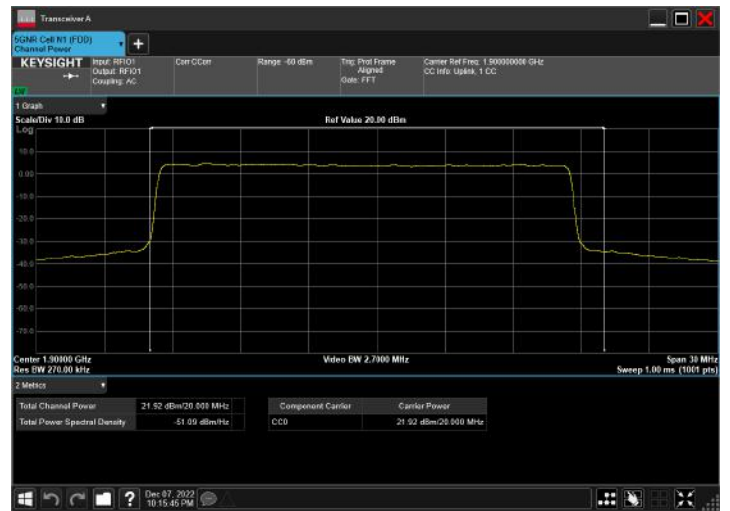 Transceiver A
5GNR Cell N1 (FDD)
Channel Power
KEYSIGHT
Input: RFIO1
Output: RFIO1
Coupling: AC
Corr CCorr
Range: -60 dBm
Trig: Prot Frame
Aligned
Gate: FFT
Carrier Ref Freq: 1.900000000 GHz
CC Info: Uplink, 1 CC
1 Graph
Scale/Div 10.0 dB
Ref Value 20.00 dBm
Log
10.0
0.00
-10.0
-20.0
-30.0
-40.0
-50.0
-60.0
-70.0
Center 1.90000 GHz
Video BW 2.7000 MHz
Span 30 MHz
Res BW 270.00 kHz
Sweep 1.00 ms (1001 pts)
2 Metrics
Total Channel Power 21.92 dBm/20.000 MHz
Total Power Spectral Density -51.09 dBm/Hz
Component Carrier Carrier Power
CC0 21.92 dBm/20.000 MHz
Dec 07, 2022
10:15:45 PM